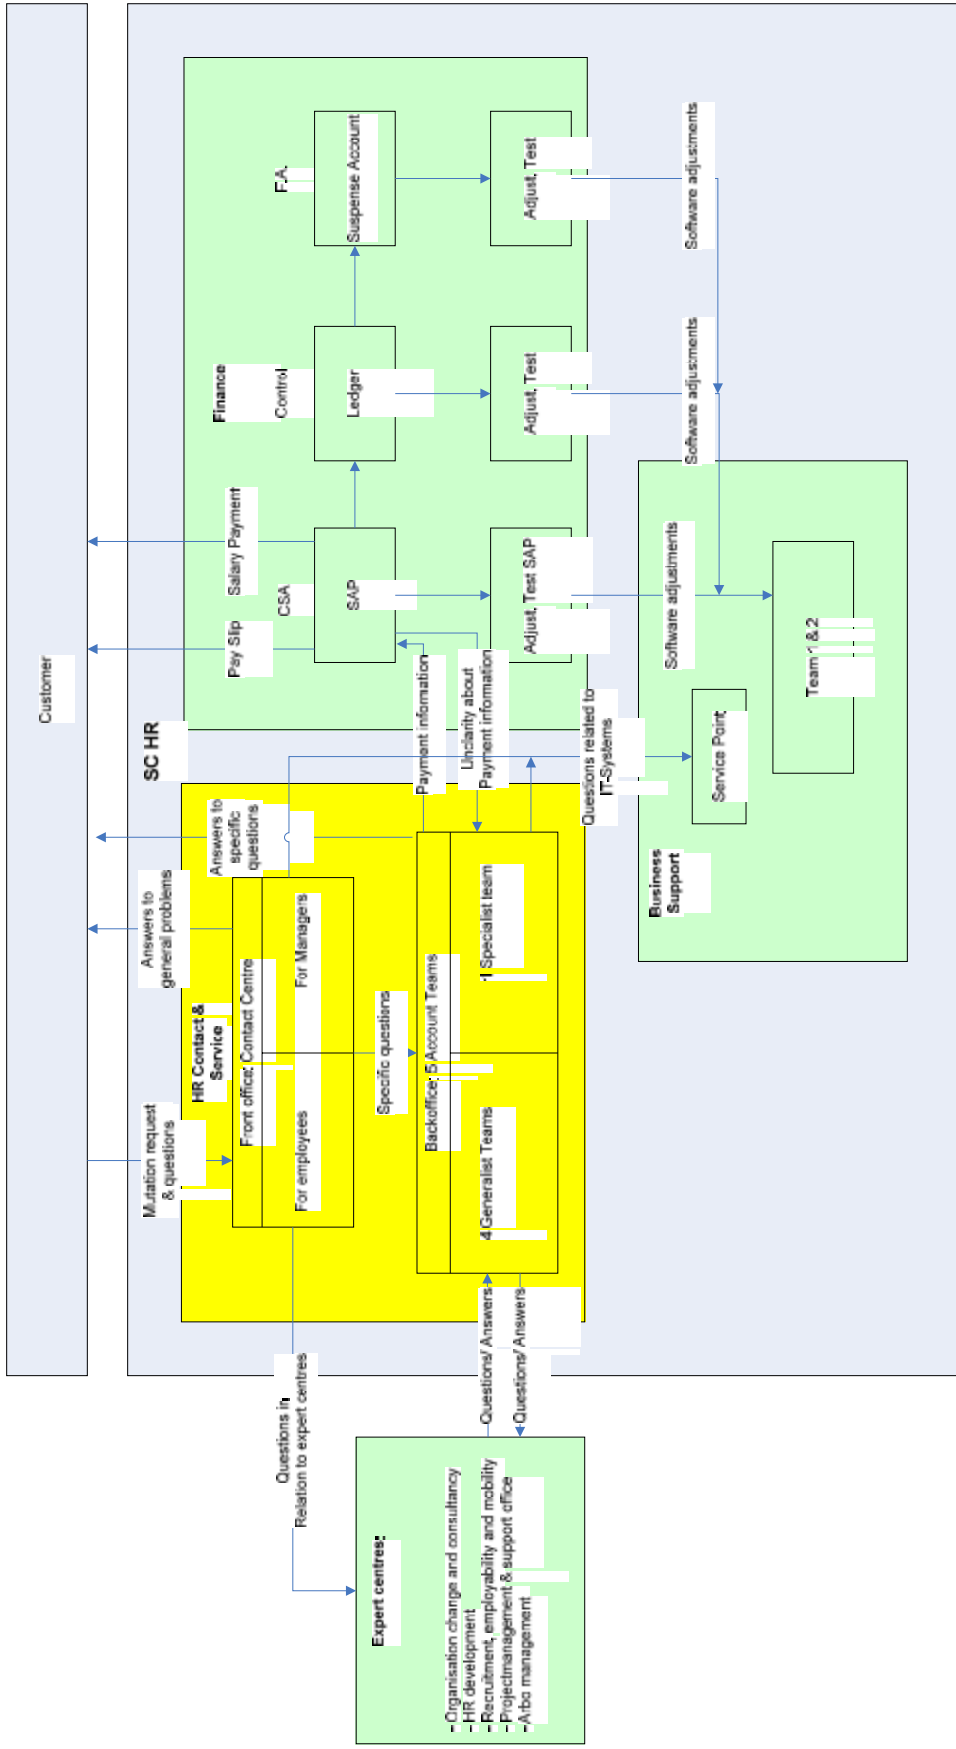 Customer
SC HR
Mutation request
& questions
Answers to
general problems
Answers to
specific
questions
Pay Slip
Salary Payment
HR Contact &
Service
Front office: Contact Centre
For employees
For Managers
Specific questions
Backoffice: 5 Account Teams
4 Generalist Teams
1 Specialist team
Questions in
Relation to expert centres
Questions/ Answers
Questions/ Answers
Expert centres:
- Organisation change and consultancy
- HR development
- Recruitment, employability and mobility
- Projectmanagement & support office
- Arbo management
Finance
CSA
Control
F.A.
SAP
Ledger
Suspense Account
Payment information
Unclarity about
Payment information
Adjust, Test SAP
Adjust, Test
Adjust, Test
Questions related to
IT-Systems
Software adjustments
Software adjustments
Software adjustments
Business
Support
Service Point
Team 1 & 2